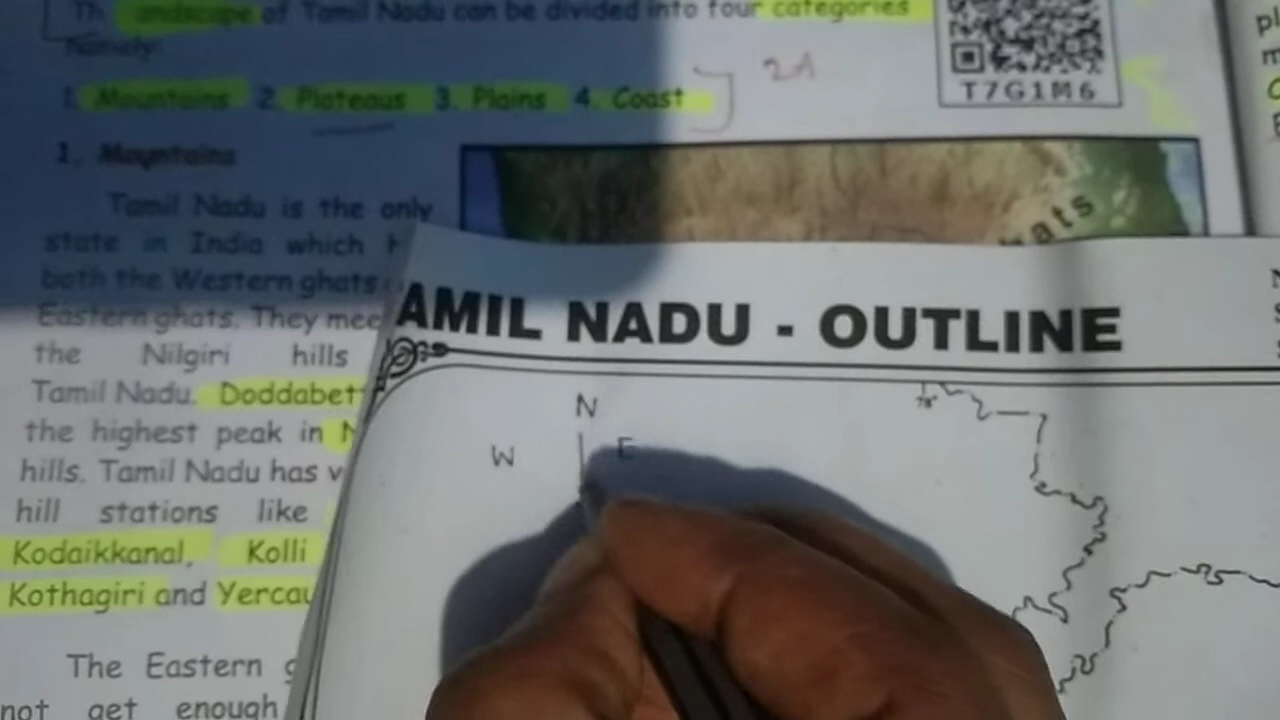 Th landscape of Tamil Nadu can be divided into four categories
namely:
1. Mountains 2. Plateaus 3. Plains 4. Coast
T7G1M6
1. Mountains
Tamil Nadu is the only
state in India which
both the Western ghats
Eastern ghats. They mee
the Nilgiri hills
Tamil Nadu. Doddabet
the highest peak in N
hills. Tamil Nadu has v
hill stations like
Kodaikkanal, Kolli
Kothagiri and Yercau
The Eastern g
not get enough
hats
AMIL NADU - OUTLINE
78°
N
W E